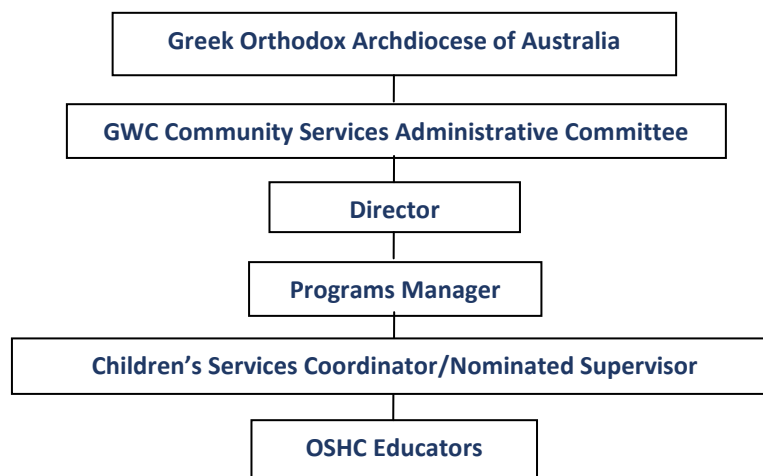 Greek Orthodox Archdiocese of Australia
GWC Community Services Administrative Committee
Director
Programs Manager
Children’s Services Coordinator/Nominated Supervisor
OSHC Educators